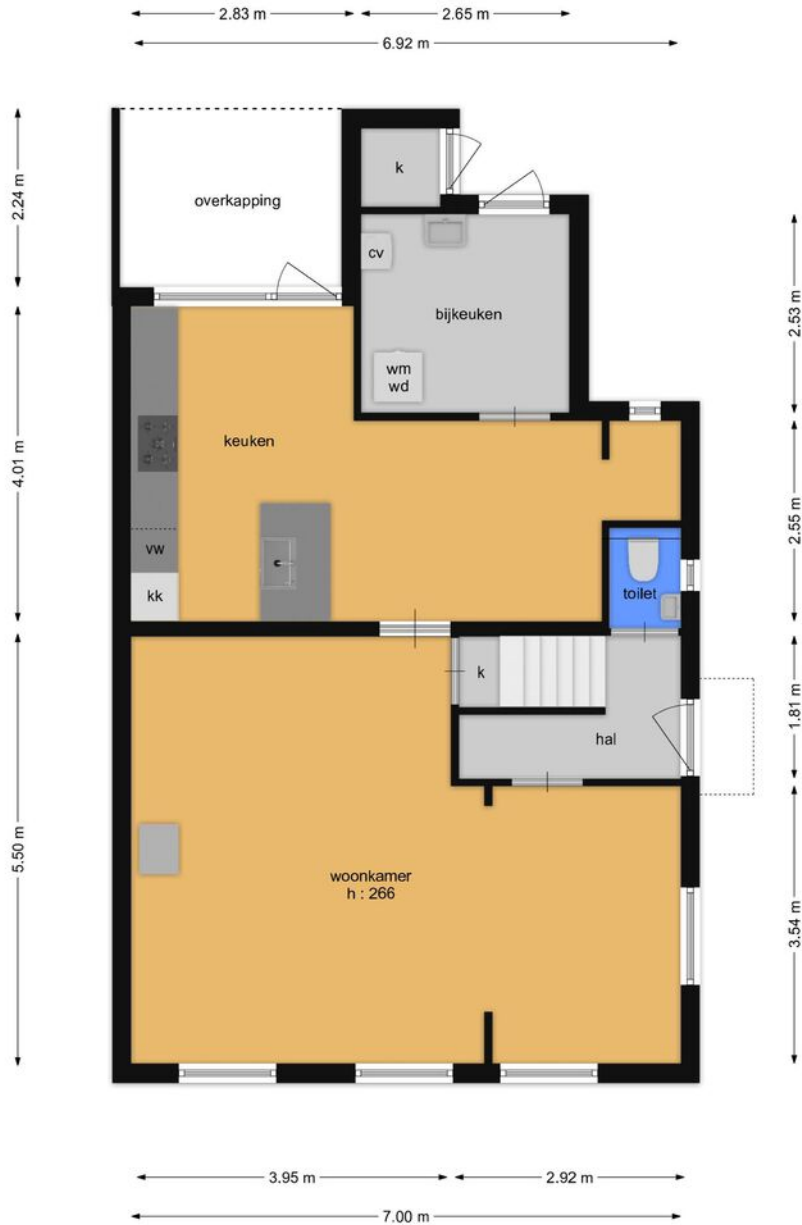 2.83 m
2.65 m
6.92 m
2.24 m
k
overkapping
cv
bijkeuken
2.53 m
wm
wd
keuken
4.01 m
2.55 m
vw
kk
toilet
k
1.81 m
hal
5.50 m
woonkamer
h : 266
3.54 m
3.95 m
2.92 m
7.00 m